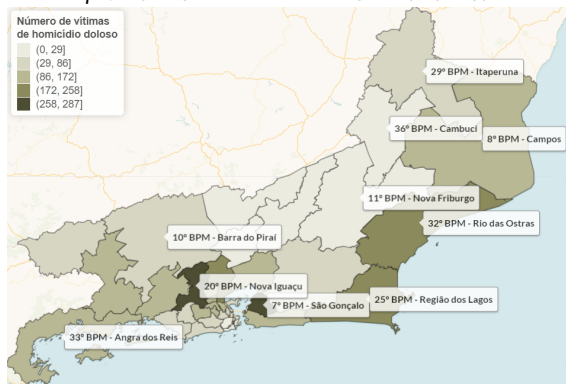 Número de vítimas
de homicídio doloso
(0, 29]
(29, 86]
(86, 172]
(172, 258]
(258, 287]
29º BPM - Itaperuna
36º BPM - Cambuci
8º BPM - Campos
11º BPM - Nova Friburgo
32º BPM - Rio das Ostras
10º BPM - Barra do Piraí
20º BPM - Nova Iguaçu
7º BPM - São Gonçalo
25º BPM - Região dos Lagos
33º BPM - Angra dos Reis